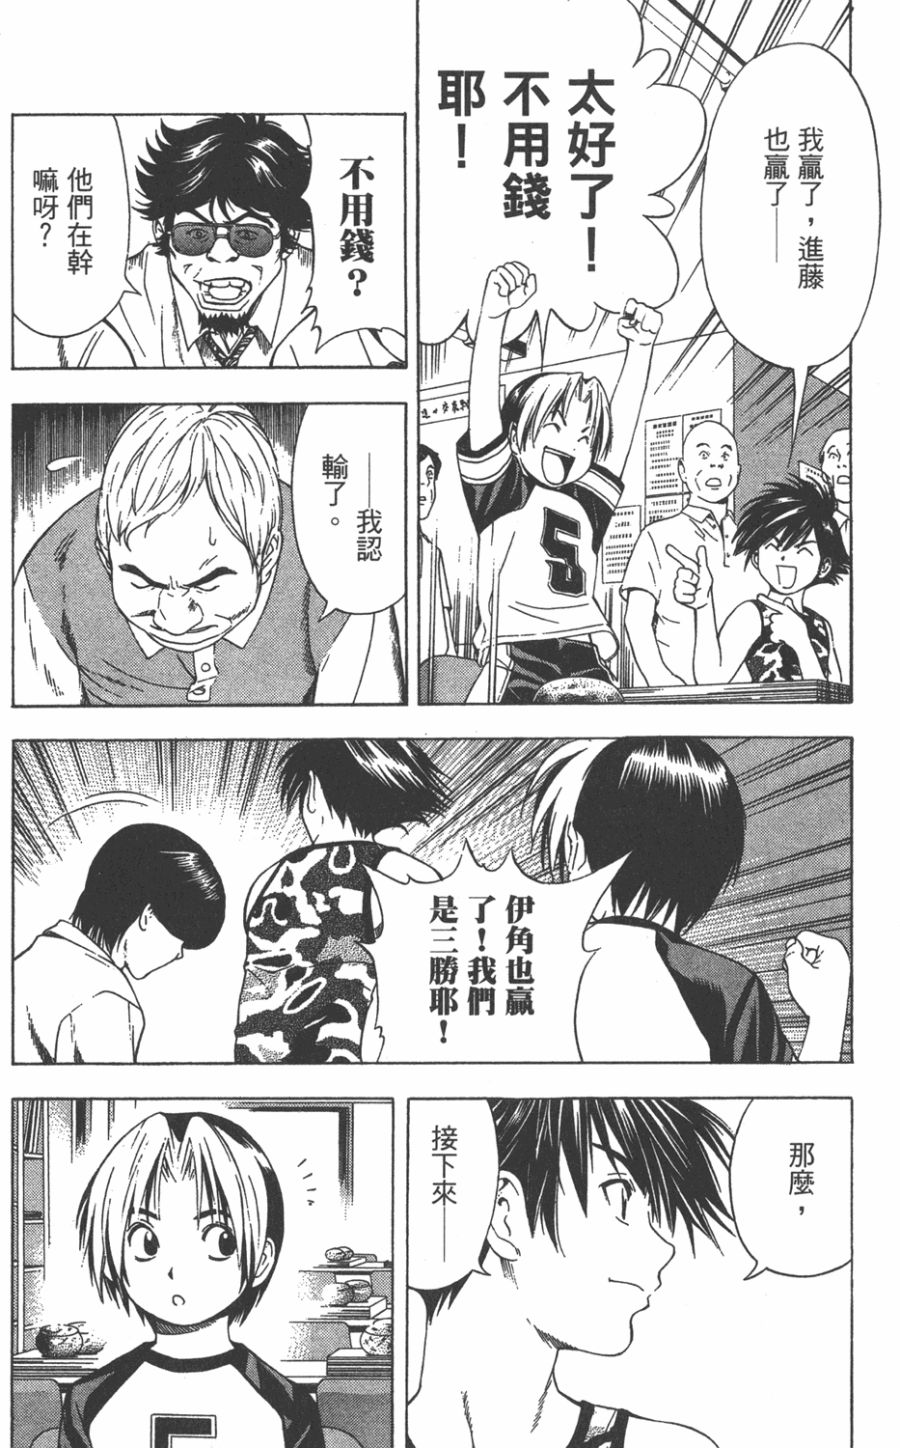 我贏了，進藤
也贏了——
太好了！
不用錢
耶！
5
不用錢？
他們在幹
嘛呀？
——我認
輸了。
伊角也贏
了！我們
是三勝耶！
那麼，
接下來——
5